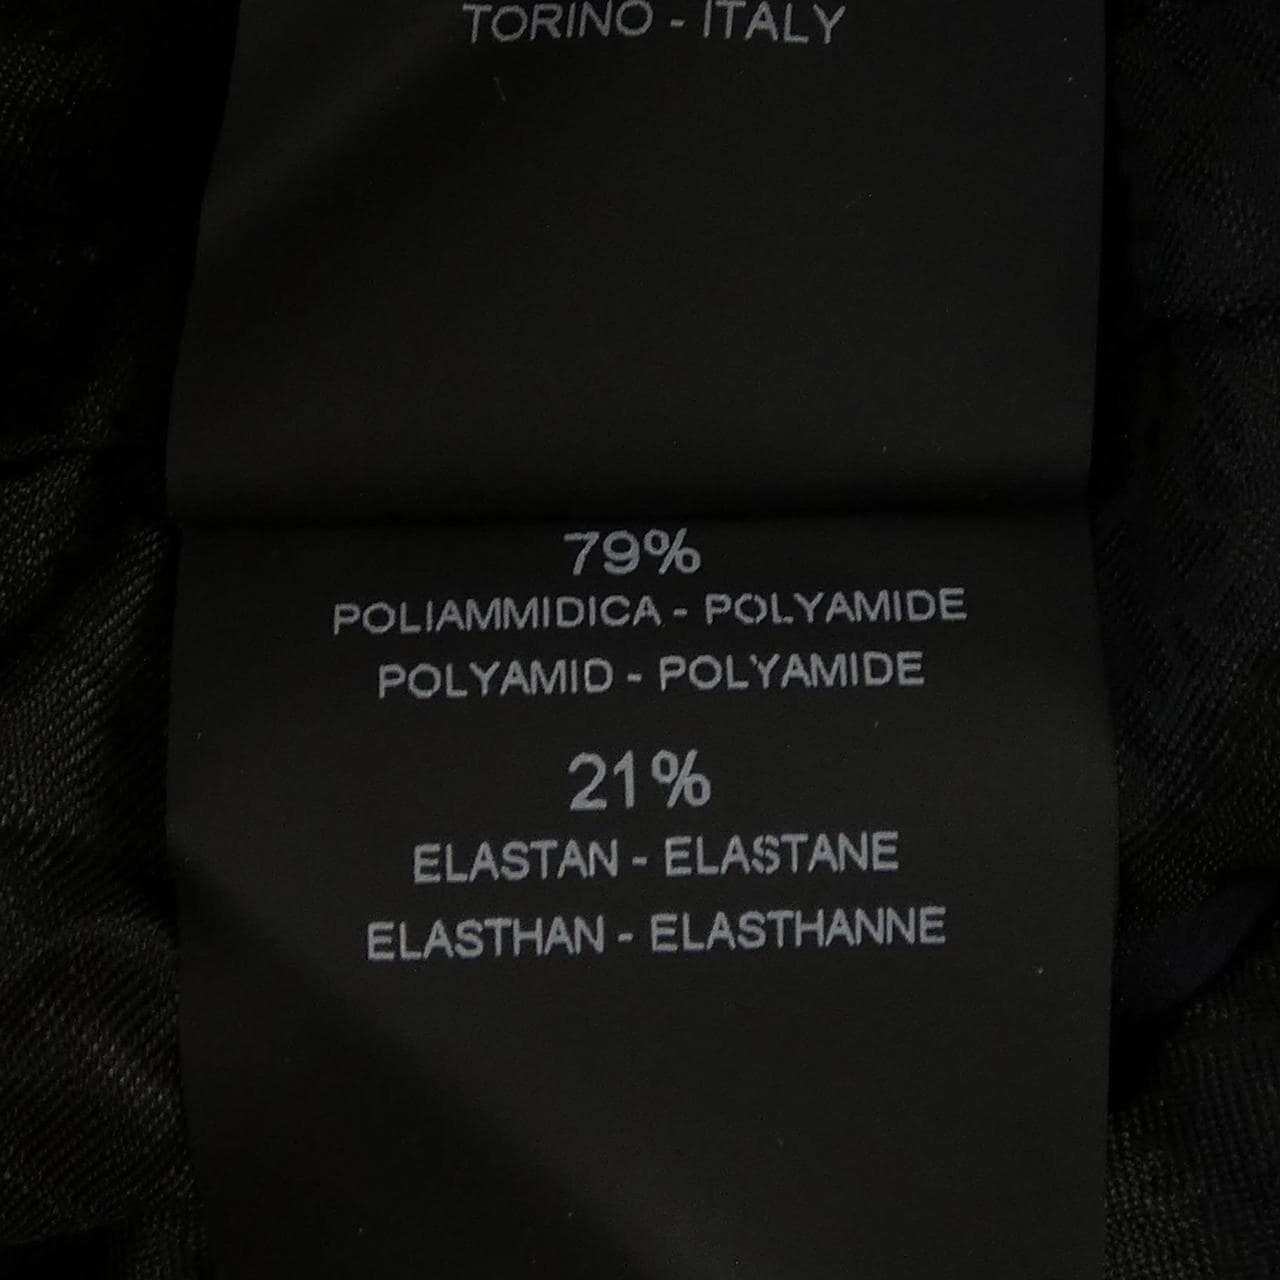 TORINO - ITALY
79%
POLIAMMIDICA - POLYAMIDE
POLYAMID - POLYAMIDE
21%
ELASTAN - ELASTANE
ELASTHAN - ELASTHANNE